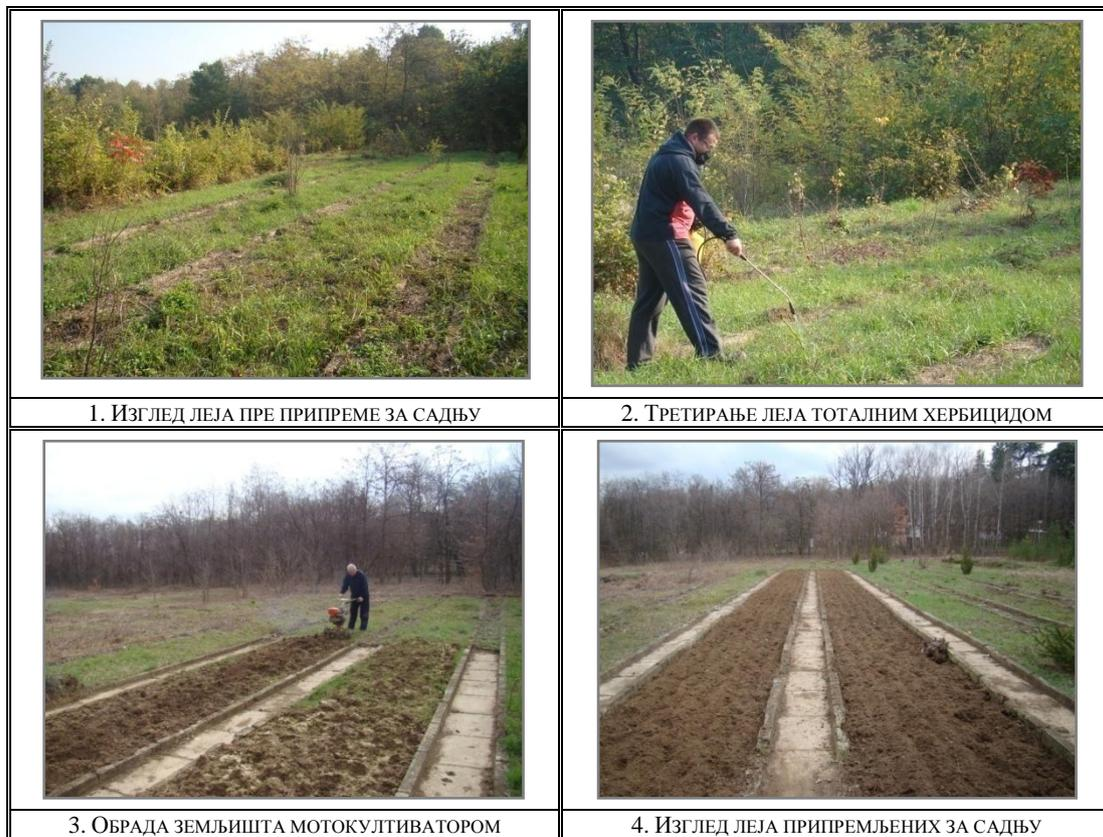 1. Изглед леја пре припреме за садњу
2. Третирање леја тоталним хербицидом
3. Обрада земљишта мотокултиватором
4. Изглед леја припремљених за садњу